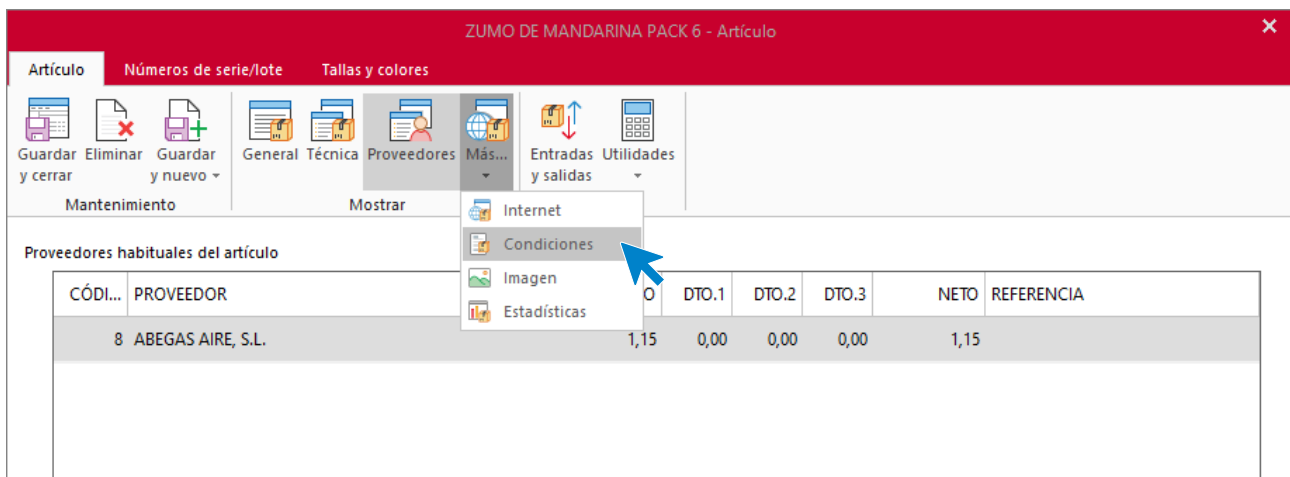 ZUMO DE MANDARINA PACK 6 - Artículo
Artículo Números de serie/lote Tallas y colores
Guardar y cerrar Eliminar Guardar y nuevo General Técnica Proveedores Más... Entradas y salidas Utilidades
Mantenimiento Mostrar
Internet
Condiciones
Imagen
Estadísticas
Proveedores habituales del artículo
CÓDI... PROVEEDOR DTO.1 DTO.2 DTO.3 NETO REFERENCIA
8 ABEGAS AIRE, S.L. 1,15 0,00 0,00 0,00 1,15